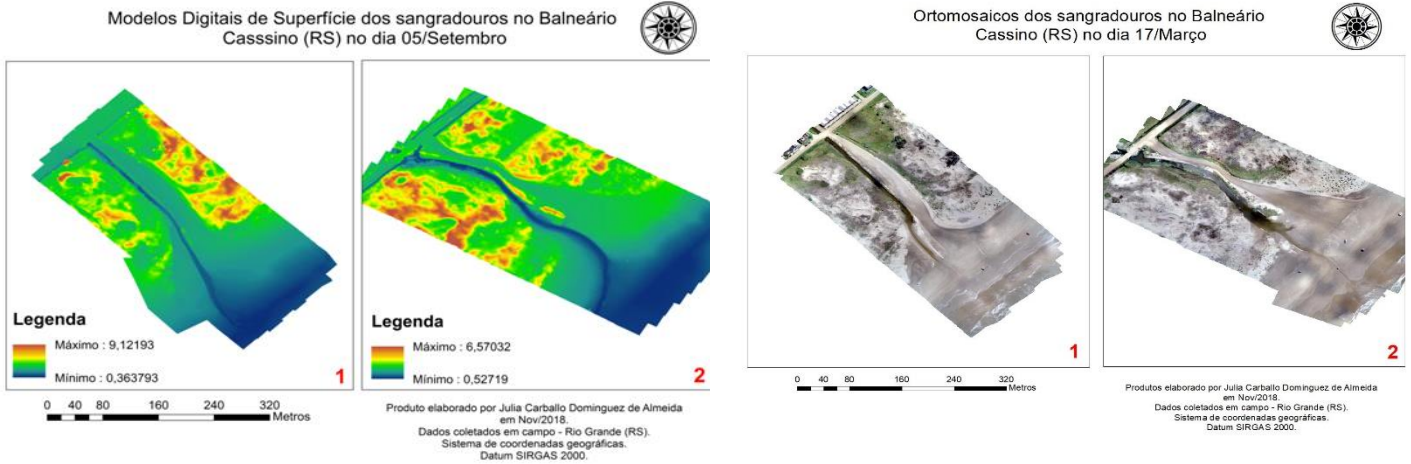 Modelos Digitais de Superfície dos sangradouros no Balneário
Casssino (RS) no dia 05/Setembro
Legenda
Máximo : 9,12193
Mínimo : 0,363793
1
Legenda
Máximo : 6,57032
Mínimo : 0,52719
2
0 40 80 160 240 320
Metros
Produto elaborado por Julia Carballo Dominguez de Almeida
em Nov/2018.
Dados coletados em campo - Rio Grande (RS).
Sistema de coordenadas geográficas.
Datum SIRGAS 2000.
Ortomosaicos dos sangradouros no Balneário
Cassino (RS) no dia 17/Março
1
2
0 40 80 160 240 320
Metros
Produtos elaborado por Julia Carballo Dominguez de Almeida
em Nov/2018.
Dados coletados em campo - Rio Grande (RS).
Sistema de coordenadas geográficas.
Datum SIRGAS 2000.